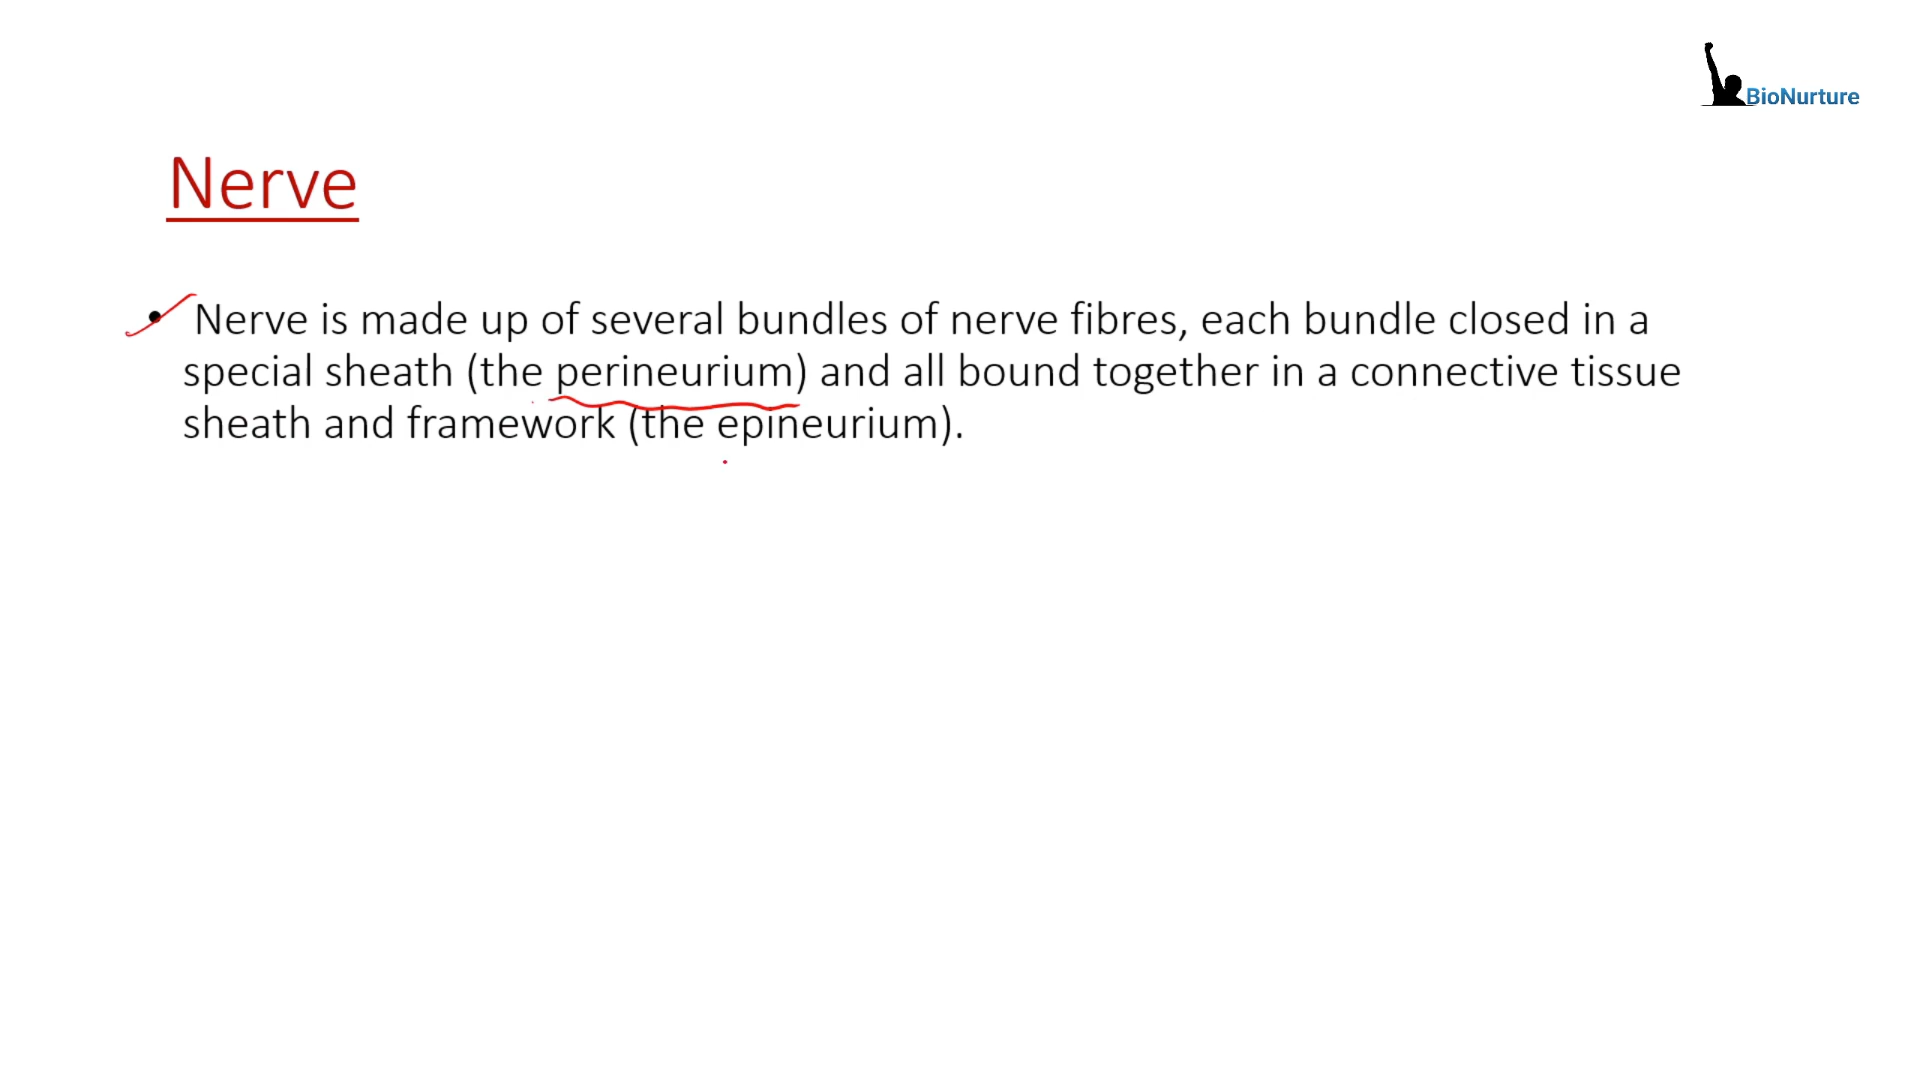 BioNurture
Nerve
• Nerve is made up of several bundles of nerve fibres, each bundle closed in a
special sheath (the perineurium) and all bound together in a connective tissue
sheath and framework (the epineurium).